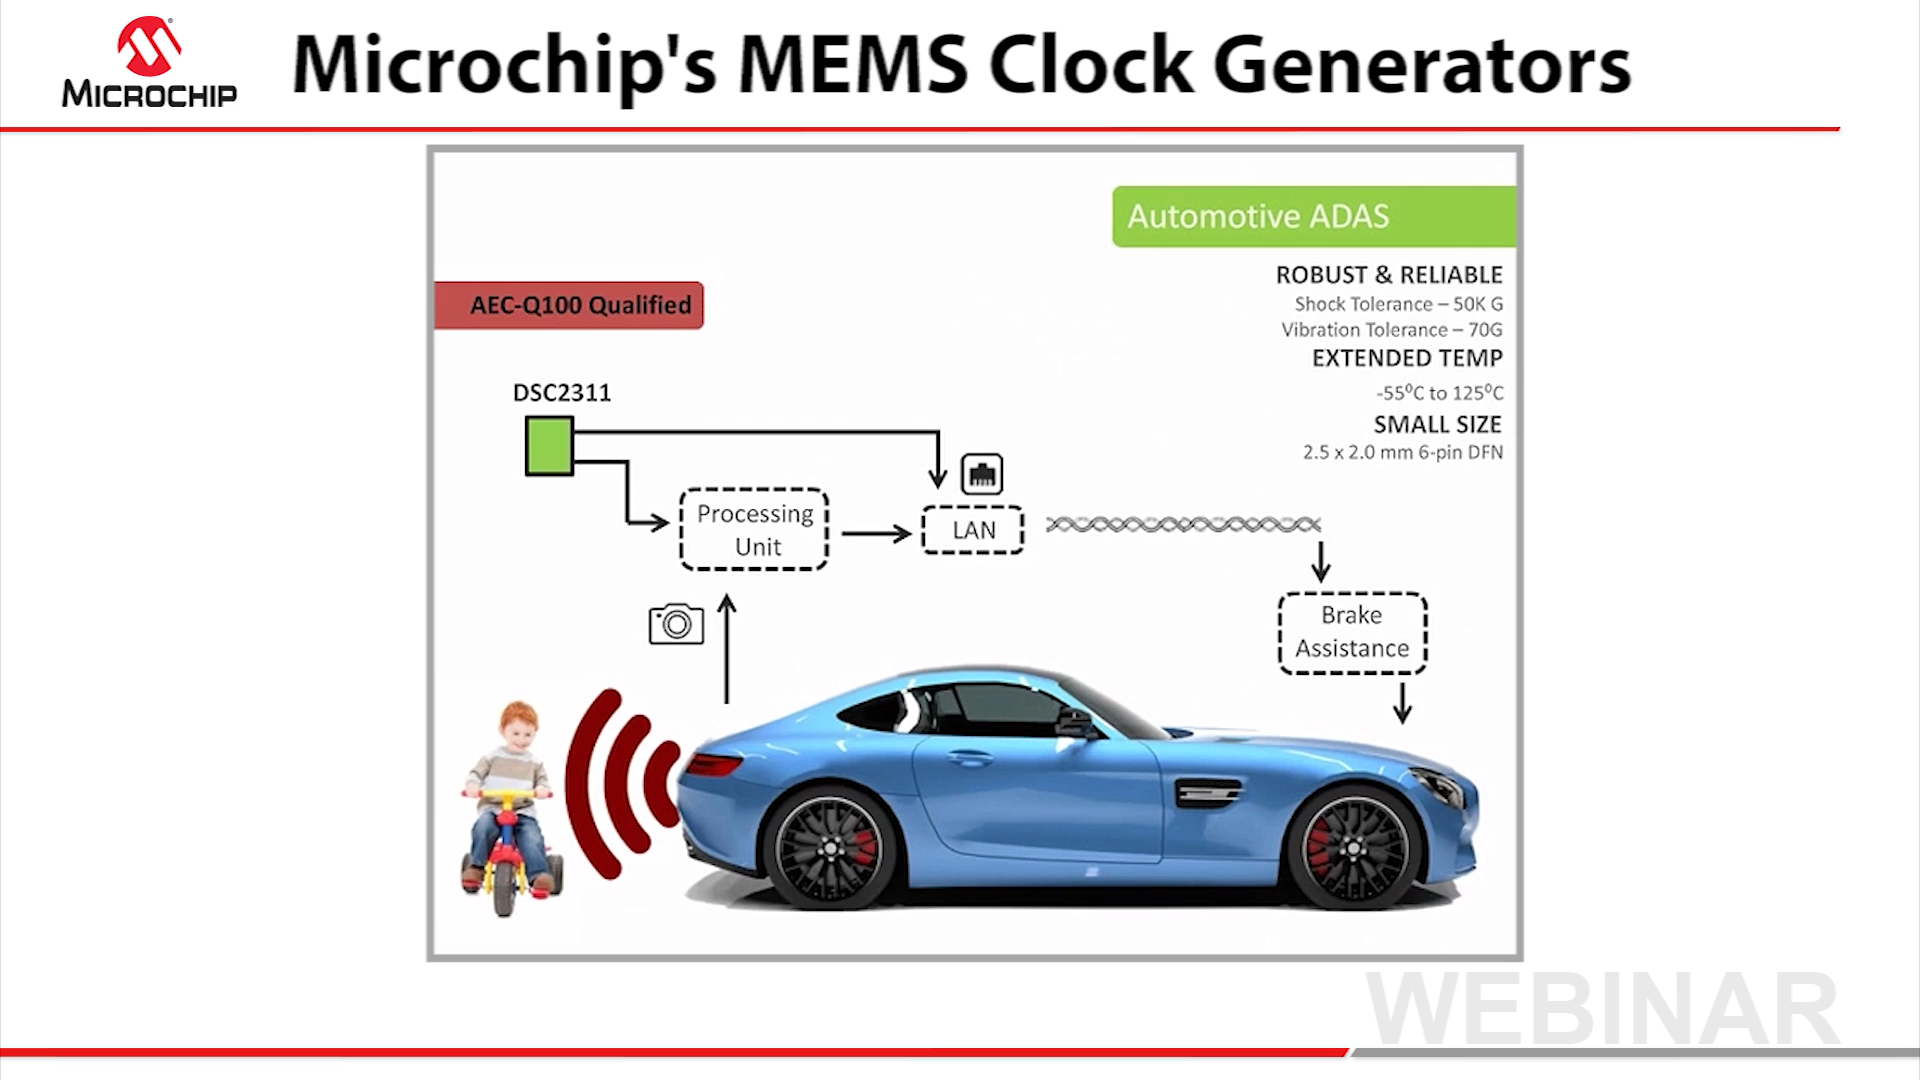 MICROCHIP
Microchip's MEMS Clock Generators
Automotive ADAS
ROBUST & RELIABLE
Shock Tolerance – 50K G
Vibration Tolerance – 70G
EXTENDED TEMP
-55⁰C to 125⁰C
SMALL SIZE
2.5 x 2.0 mm 6-pin DFN
AEC-Q100 Qualified
DSC2311
Processing
Unit
LAN
Brake
Assistance
WEBINAR